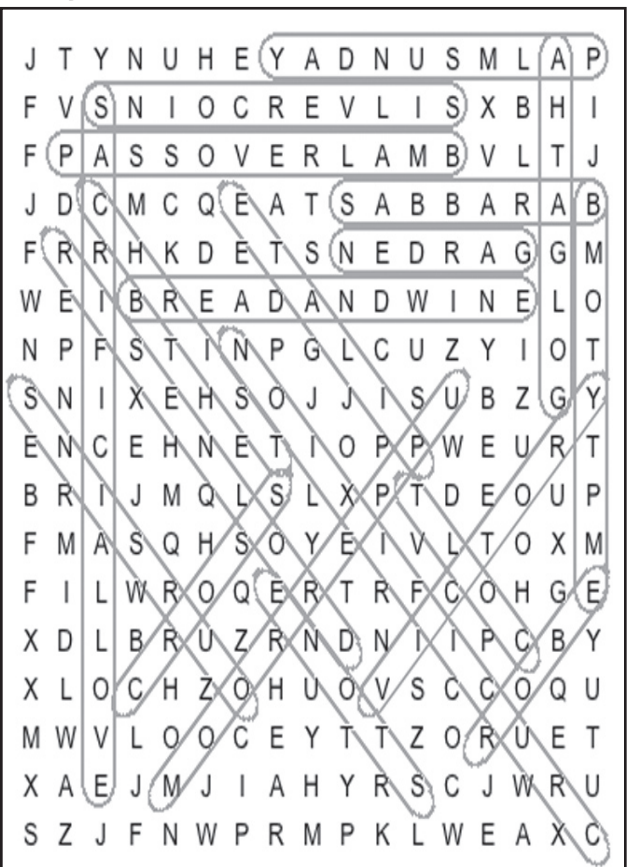 J T Y N U H E Y A D N U S M L A P
F V S N I O C R E V L I S X B H I
F P A S S O V E R L A M B V L T J
J D C M C Q E A T S A B B A R A B
F R R H K D E T S N E D R A G G M
W E I B R E A D A N D W I N E L O
N P F S T I N P G L C U Z Y I O T
S N I X E H S O J J I S U B Z G Y
E N C E H N E T I O P P W E U R T
B R I J M Q L S L X P T D E O U P
F M A S Q H S O Y E I V L T O X M
F I L W R O Q E R T R F C O H G E
X D L B R U Z R N D N I I P C B Y
X L O C H Z O H U O V S C C O Q U
M W V L O O C E Y T T Z O R U E T
X A E J M J I A H Y R S C J W R U
S Z J F N W P R M P K L W E A X C